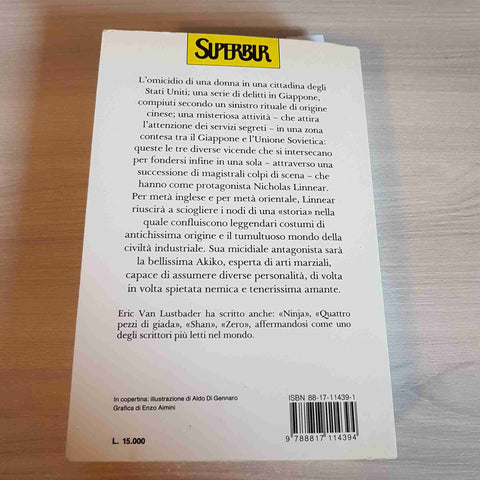 SUPERBUR
L'omicidio di una donna in una cittadina degli
Stati Uniti; una serie di delitti in Giappone,
compiuti secondo un sinistro rituale di origine
cinese; una misteriosa attività – che attira
l'attenzione dei servizi segreti – in una zona
contesa tra il Giappone e l'Unione Sovietica:
queste le tre diverse vicende che si intersecano
per fondersi infine in una sola – attraverso una
successione di magistrali colpi di scena – che
hanno come protagonista Nicholas Linnear.
Per metà inglese e per metà orientale, Linnear
riuscirà a sciogliere i nodi di una «storia» nella
quale confluiscono leggendari costumi di
antichissima origine e il tumultuoso mondo della
civiltà industriale. Sua micidiale antagonista sarà
la bellissima Akiko, esperta di arti marziali,
capace di assumere diverse personalità, di volta
in volta spietata nemica e tenerissima amante.
Eric Van Lustbader ha scritto anche: «Ninja», «Quattro
pezzi di giada», «Shan», «Zero», affermandosi come uno
degli scrittori più letti nel mondo.
In copertina: illustrazione di Aldo Di Gennaro
Grafica di Enzo Aimini
L. 15.000
ISBN 88-17-11439-1
9 788817 114394